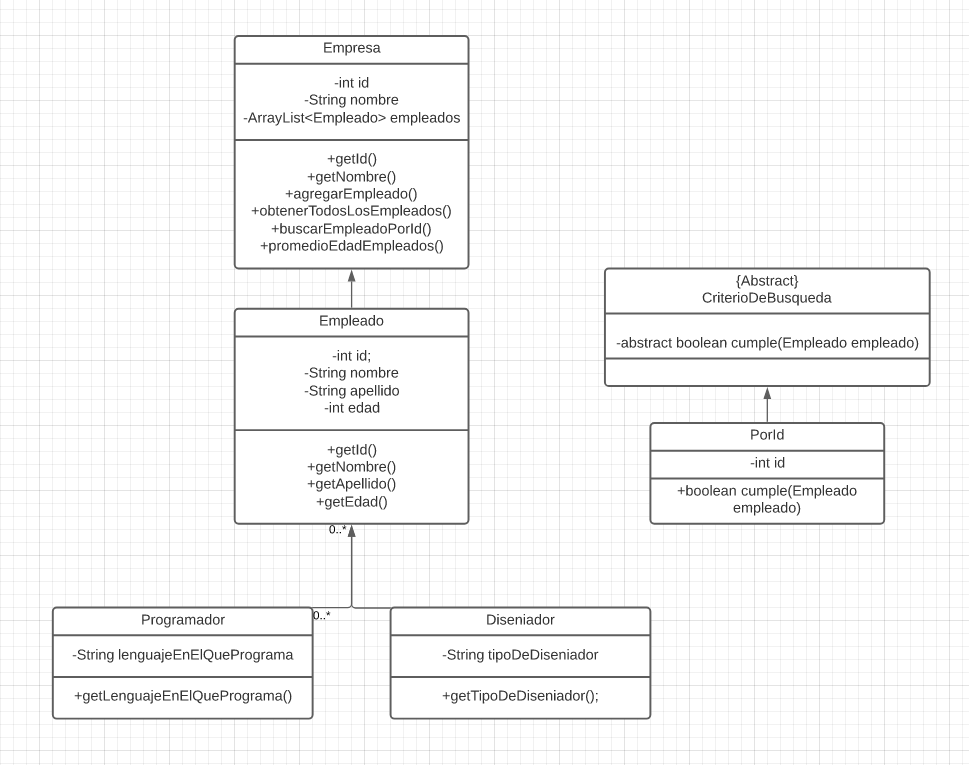 Empresa
-int id
-String nombre
-ArrayList<Empleado> empleados
+getId()
+getNombre()
+agregarEmpleado()
+obtenerTodosLosEmpleados()
+buscarEmpleadoPorId()
+promedioEdadEmpleados()
Empleado
-int id;
-String nombre
-String apellido
-int edad
+getId()
+getNombre()
+getApellido()
+getEdad()
0..*
{Abstract}
CriterioDeBusqueda
-abstract boolean cumple(Empleado empleado)
PorId
-int id
+boolean cumple(Empleado
empleado)
Programador
-String lenguajeEnElQuePrograma
+getLenguajeEnElQuePrograma()
0..*
Diseniador
-String tipoDeDiseniador
+getTipoDeDiseniador();